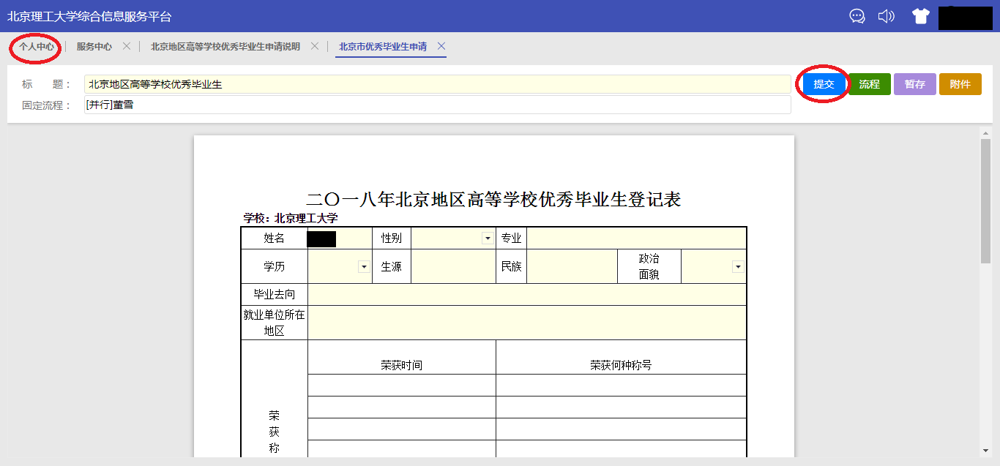 北京理工大学综合信息服务平台
个人中心 服务中心 北京地区高等学校优秀毕业生申请说明 北京市优秀毕业生申请
标 题： 北京地区高等学校优秀毕业生 提交 流程 暂存 附件
固定流程： [并行]董雪
二〇一八年北京地区高等学校优秀毕业生登记表
学校：北京理工大学
姓名 性别 专业
学历 生源 民族 政治
面貌
毕业去向
就业单位所在
地区
荣获时间 荣获何种称号
荣
获
称